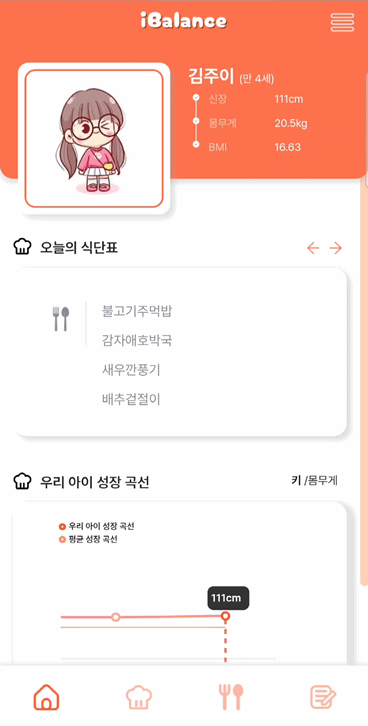 iBalance
김주이 (만 4세)
신장 111cm
몸무게 20.5kg
BMI 16.63
오늘의 식단표
불고기주먹밥
감자애호박국
새우깐풍기
배추겉절이
우리 아이 성장 곡선 키 /몸무게
우리 아이 성장 곡선
평균 성장 곡선
111cm